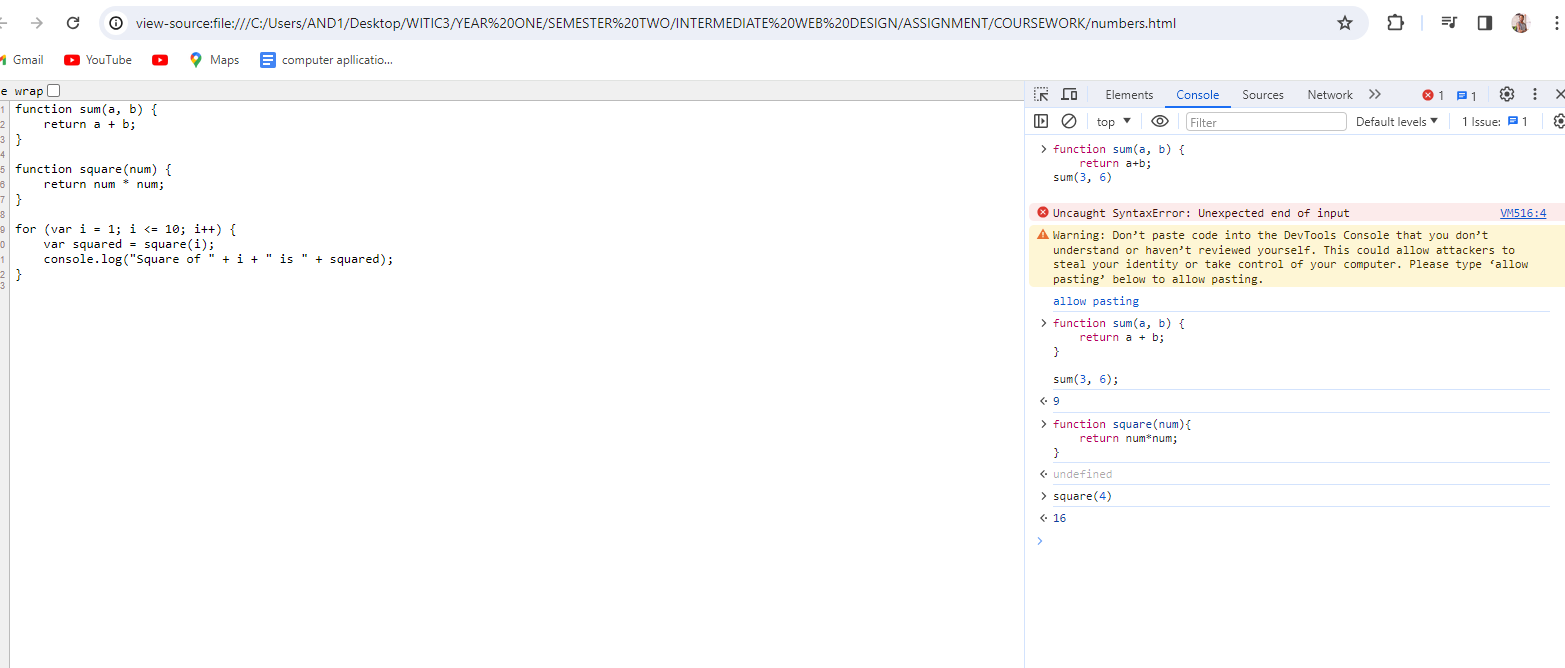 view-source:file:///C:/Users/AND1/Desktop/WITIC3/YEAR%20ONE/SEMESTER%20TWO/INTERMEDIATE%20WEB%20DESIGN/ASSIGNMENT/COURSEWORK/numbers.html
Gmail YouTube Maps computer apllicatio...
e wrap
1 function sum(a, b) {
2     return a + b;
3 }
4
5 function square(num) {
6     return num * num;
7 }
8
9 for (var i = 1; i <= 10; i++) {
0     var squared = square(i);
1     console.log("Square of " + i + " is " + squared);
2 }
3
Elements Console Sources Network 1 1
top Filter Default levels 1 Issue: 1
function sum(a, b) {
    return a+b;
sum(3, 6)
Uncaught SyntaxError: Unexpected end of input VM516:4
Warning: Don’t paste code into the DevTools Console that you don’t
understand or haven’t reviewed yourself. This could allow attackers to
steal your identity or take control of your computer. Please type ‘allow
pasting’ below to allow pasting.
allow pasting
function sum(a, b) {
    return a + b;
}
sum(3, 6);
9
function square(num){
    return num*num;
}
undefined
square(4)
16